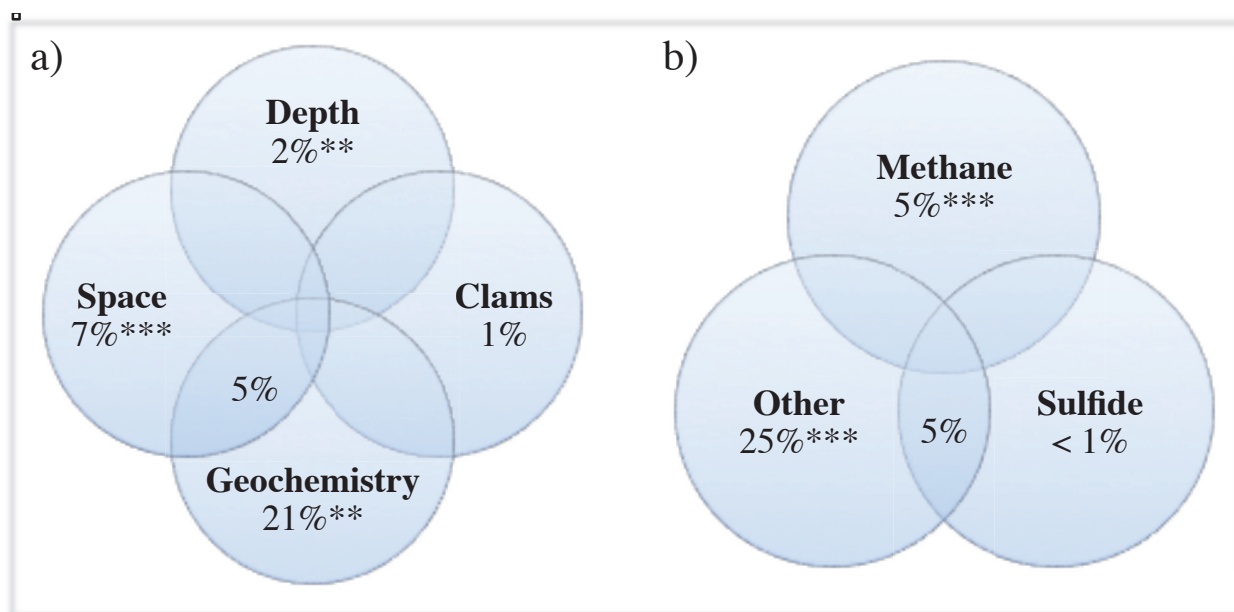 a)
Depth
2%**
Space
7%***
Clams
1%
5%
Geochemistry
21%**
b)
Methane
5%***
Other
25%***
5%
Sulfide
< 1%